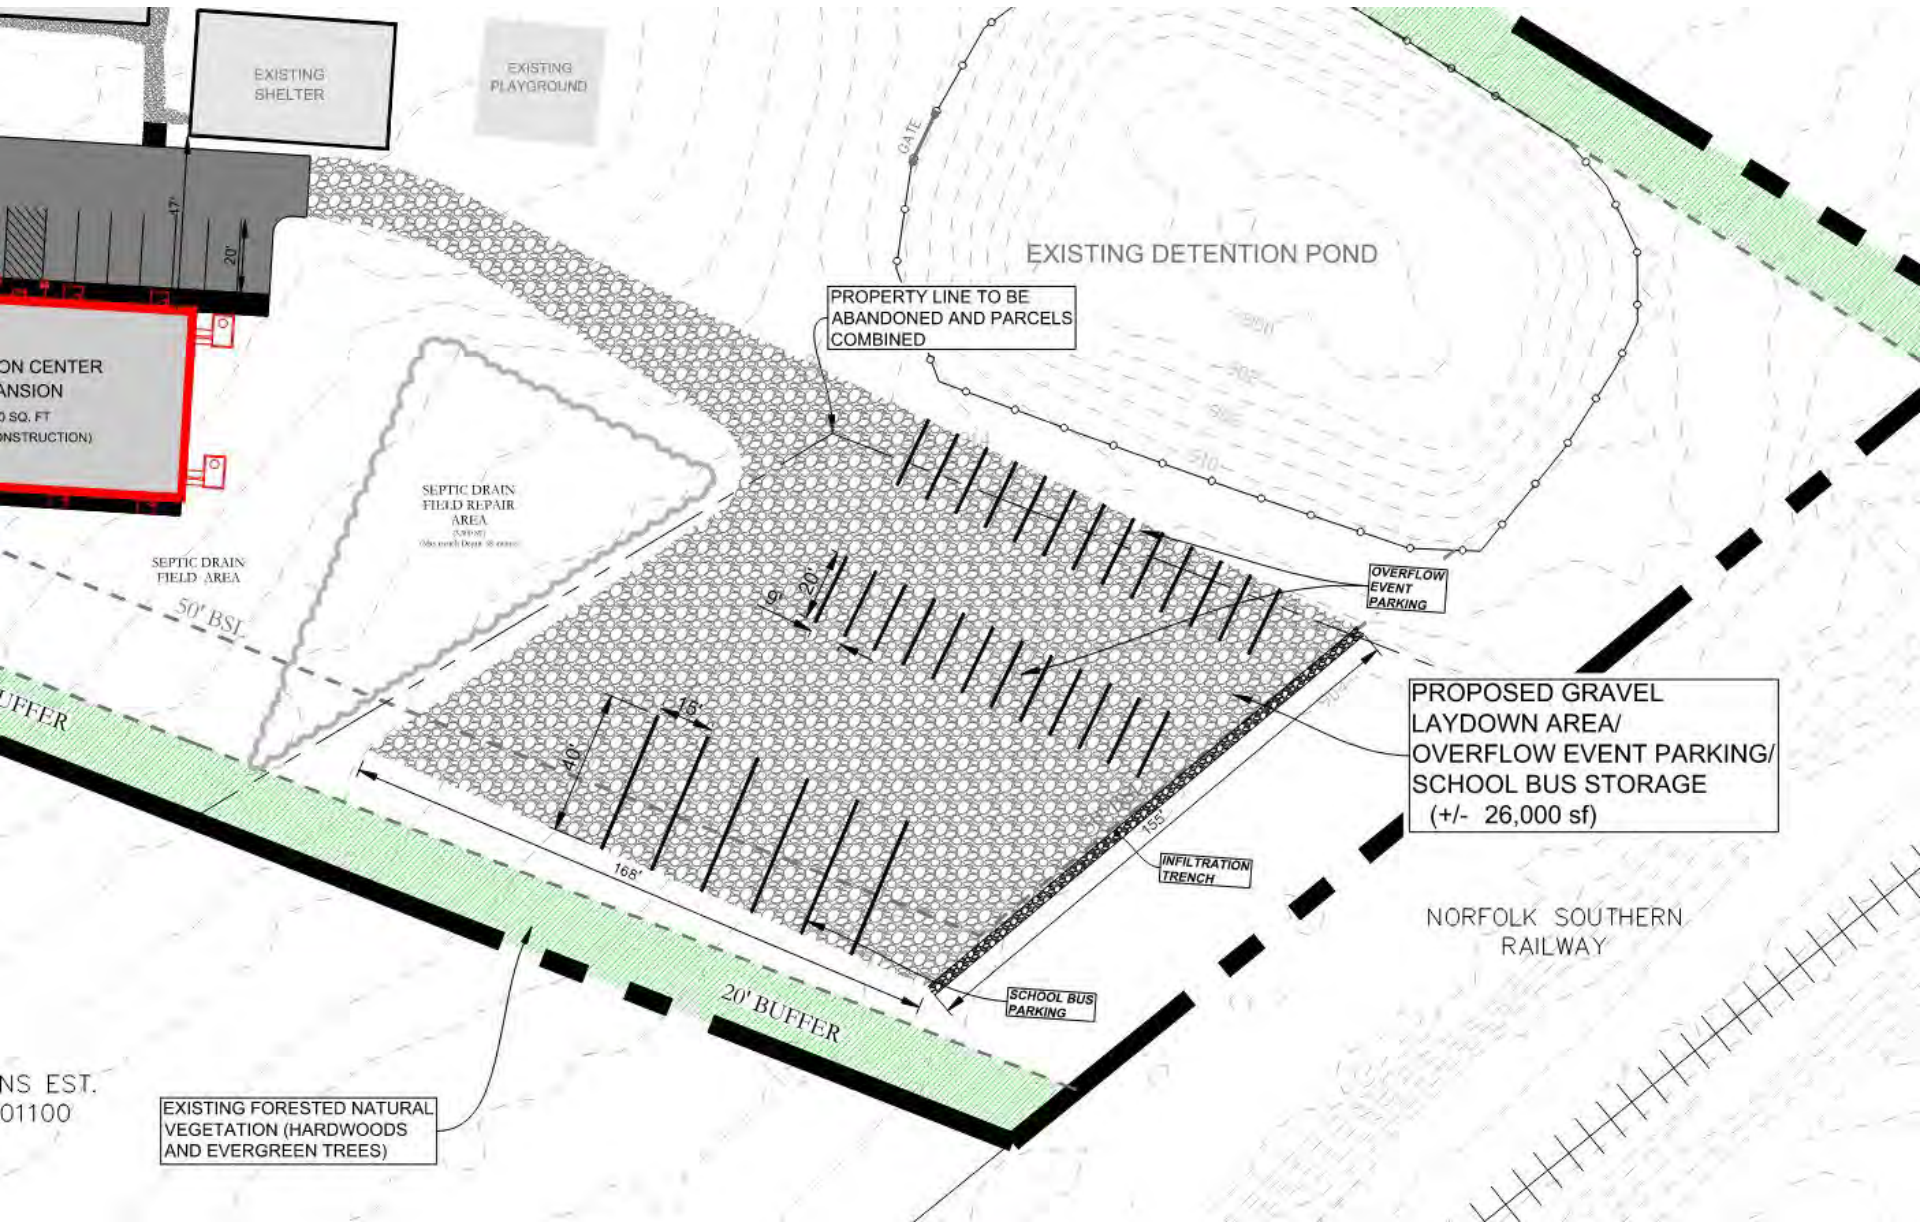 EXISTING
SHELTER
EXISTING
PLAYGROUND
GATE
47'
20'
EXISTING DETENTION POND
PROPERTY LINE TO BE
ABANDONED AND PARCELS
COMBINED
ON CENTER
ANSION
0 SQ. FT
ONSTRUCTION)
502
510
SEPTIC DRAIN
FIELD REPAIR
AREA
SEPTIC DRAIN
FIELD AREA
50' BSL
OVERFLOW
EVENT
PARKING
9'
20'
15'
40'
UFFER
PROPOSED GRAVEL
LAYDOWN AREA/
OVERFLOW EVENT PARKING/
SCHOOL BUS STORAGE
(+/- 26,000 sf)
155'
168'
INFILTRATION
TRENCH
NORFOLK SOUTHERN
RAILWAY
SCHOOL BUS
PARKING
20' BUFFER
NS EST.
01100
EXISTING FORESTED NATURAL
VEGETATION (HARDWOODS
AND EVERGREEN TREES)